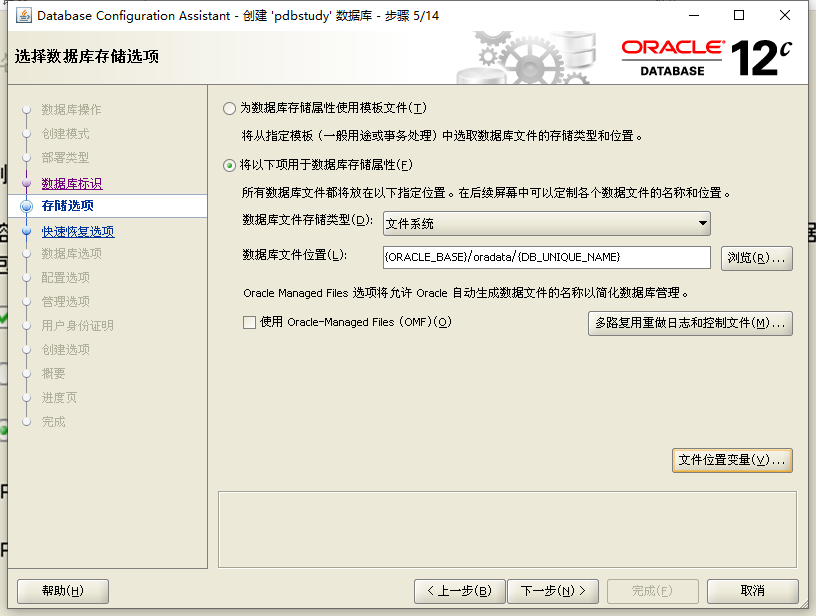 Database Configuration Assistant - 创建 'pdbstudy' 数据库 - 步骤 5/14
选择数据库存储选项
ORACLE®
DATABASE
12c
数据库操作
创建模式
部署类型
数据库标识
存储选项
快速恢复选项
数据库选项
配置选项
管理选项
用户身份证明
创建选项
概要
进度页
完成
为数据库存储属性使用模板文件(T)
将从指定模板 (一般用途或事务处理) 中选取数据库文件的存储类型和位置。
将以下项用于数据库存储属性(F)
所有数据库文件都将放在以下指定位置。在后续屏幕中可以定制各个数据文件的名称和位置。
数据库文件存储类型(D): 文件系统
数据库文件位置(L): {ORACLE_BASE}/oradata/{DB_UNIQUE_NAME} 浏览(R)...
Oracle Managed Files 选项将允许 Oracle 自动生成数据文件的名称以简化数据库管理。
使用 Oracle-Managed Files (OMF)(O) 多路复用重做日志和控制文件(M)...
文件位置变量(V)...
帮助(H) < 上一步(B) 下一步(N) > 完成(F) 取消